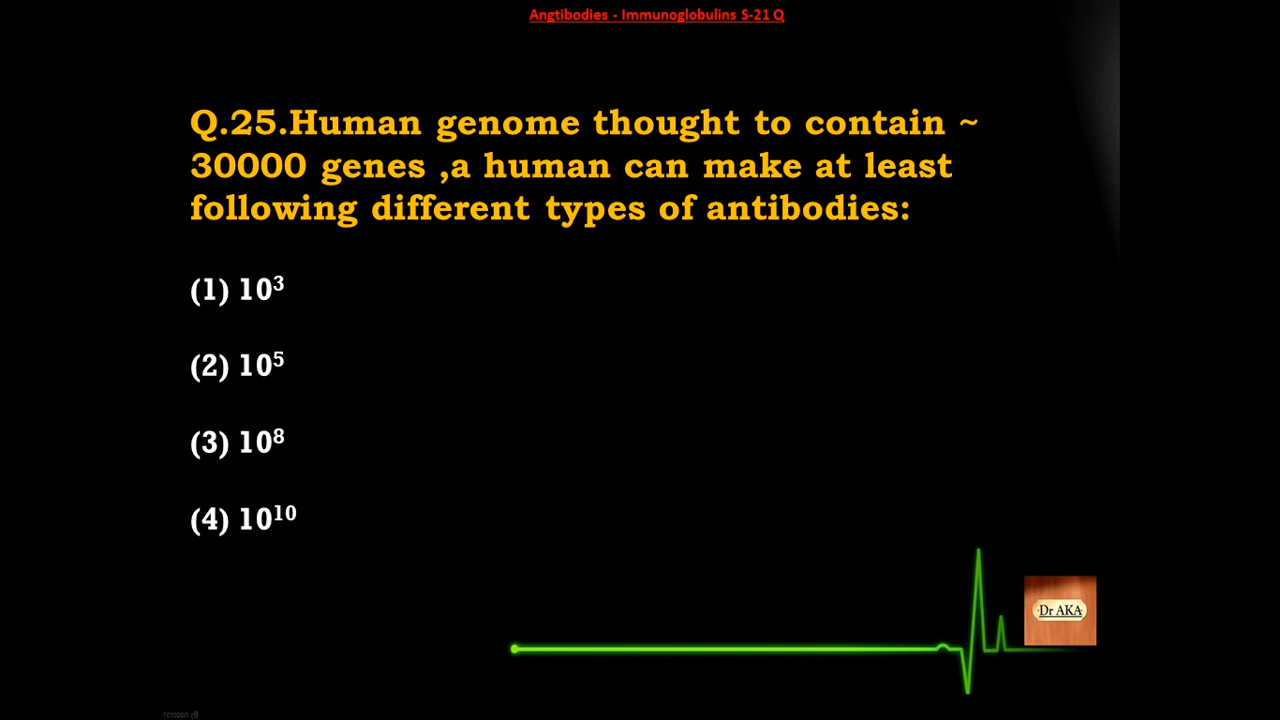 Angtibodies - Immunoglobulins S-21 Q
Q.25.Human genome thought to contain ~
30000 genes ,a human can make at least
following different types of antibodies:
(1) 10³
(2) 10⁵
(3) 10⁸
(4) 10¹⁰
Dr AKA